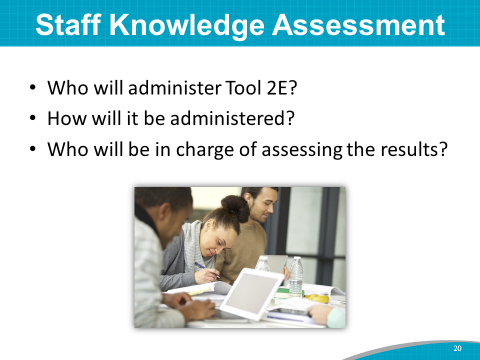 Staff Knowledge Assessment
• Who will administer Tool 2E?
• How will it be administered?
• Who will be in charge of assessing the results?
20